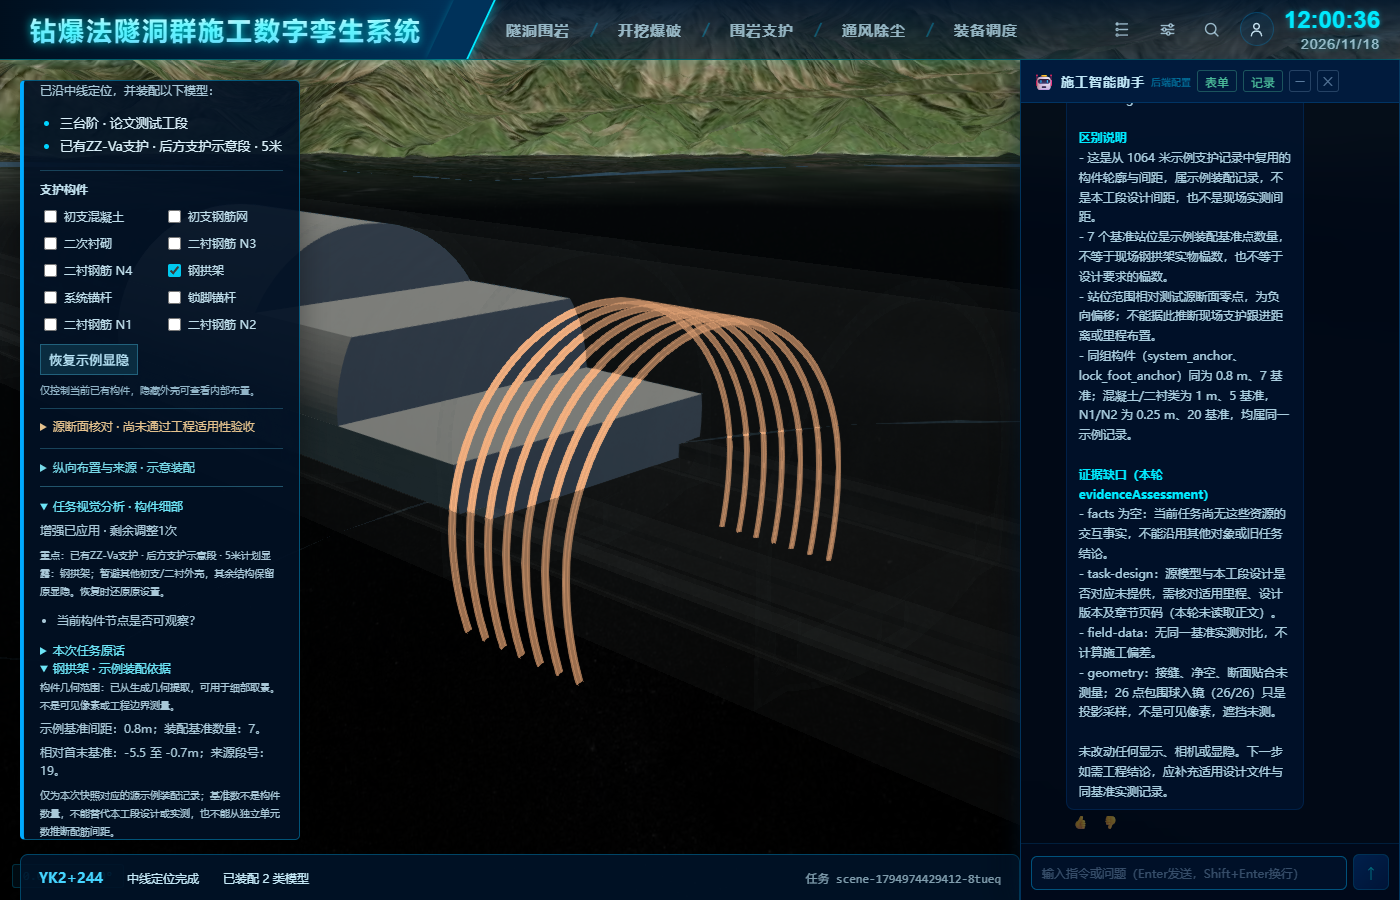 钻爆法隧洞群施工数字孪生系统
隧洞围岩 / 开挖爆破 / 围岩支护 / 通风除尘 / 装备调度
12:00:36
2026/11/18
已沿中线定位，并装配以下模型：
• 三台阶 · 论文测试工段
• 已有ZZ-Va支护 · 后方支护示意段 · 5米
支护构件
初支混凝土 初支钢筋网
二次衬砌 二衬钢筋 N3
二衬钢筋 N4 钢拱架
系统锚杆 锁脚锚杆
二衬钢筋 N1 二衬钢筋 N2
恢复示例显隐
仅控制当前已有构件，隐藏外壳可查看内部布置。
▶ 源断面核对 · 尚未通过工程适用性验收
▶ 纵向布置与来源 · 示意装配
▼ 任务视觉分析 · 构件细部
增强已应用 · 剩余调整1次
重点：已有ZZ-Va支护 · 后方支护示意段 · 5米计划显
露：钢拱架；暂避其他初支/二衬外壳，其余结构保留
原显隐。恢复时还原原设置。
• 当前构件节点是否可观察？
▶ 本次任务原话
▼ 钢拱架 · 示例装配依据
构件几何范围：已从生成几何提取，可用于细部取景。
不是可见像素或工程边界测量。
示例基准间距：0.8m；装配基准数量：7。
相对首末基准：-5.5 至 -0.7m；来源段号：
19。
仅为本次快照对应的源示例装配记录；基准数不是构件
数量，不能替代本工段设计或实测，也不能从独立单元
数推断配筋间距。
YK2+244 中线定位完成 已装配 2 类模型 任务 scene-1794974429412-8tueq
施工智能助手 后端配置 表单 记录
区别说明
- 这是从 1064 米示例支护记录中复用的
构件轮廓与间距，属示例装配记录，不
是本工段设计间距，也不是现场实测间
距。
- 7 个基准站位是示例装配基准点数量，
不等于现场钢拱架实物榀数，也不等于
设计要求的榀数。
- 站位范围相对测试源断面零点，为负
向偏移；不能据此推断现场支护跟进距
离或里程布置。
- 同组构件（system_anchor、
lock_foot_anchor）同为 0.8 m、7 基
准；混凝土/二衬类为 1 m、5 基准，
N1/N2 为 0.25 m、20 基准，均属同一
示例记录。
证据缺口（本轮
evidenceAssessment)
- facts 为空：当前任务尚无这些资源的
交互事实，不能沿用其他对象或旧任务
结论。
- task-design：源模型与本工段设计是
否对应未提供，需核对适用里程、设计
版本及章节页码（本轮未读取正文）。
- field-data：无同一基准实测对比，不
计算施工偏差。
- geometry：接缝、净空、断面贴合未
测量；26 点包围球入镜（26/26）只是
投影采样，不是可见像素，遮挡未测。
未改动任何显示、相机或显隐。下一步
如需工程结论，应补充适用设计文件与
同基准实测记录。
输入指令或问题（Enter发送，Shift+Enter换行）